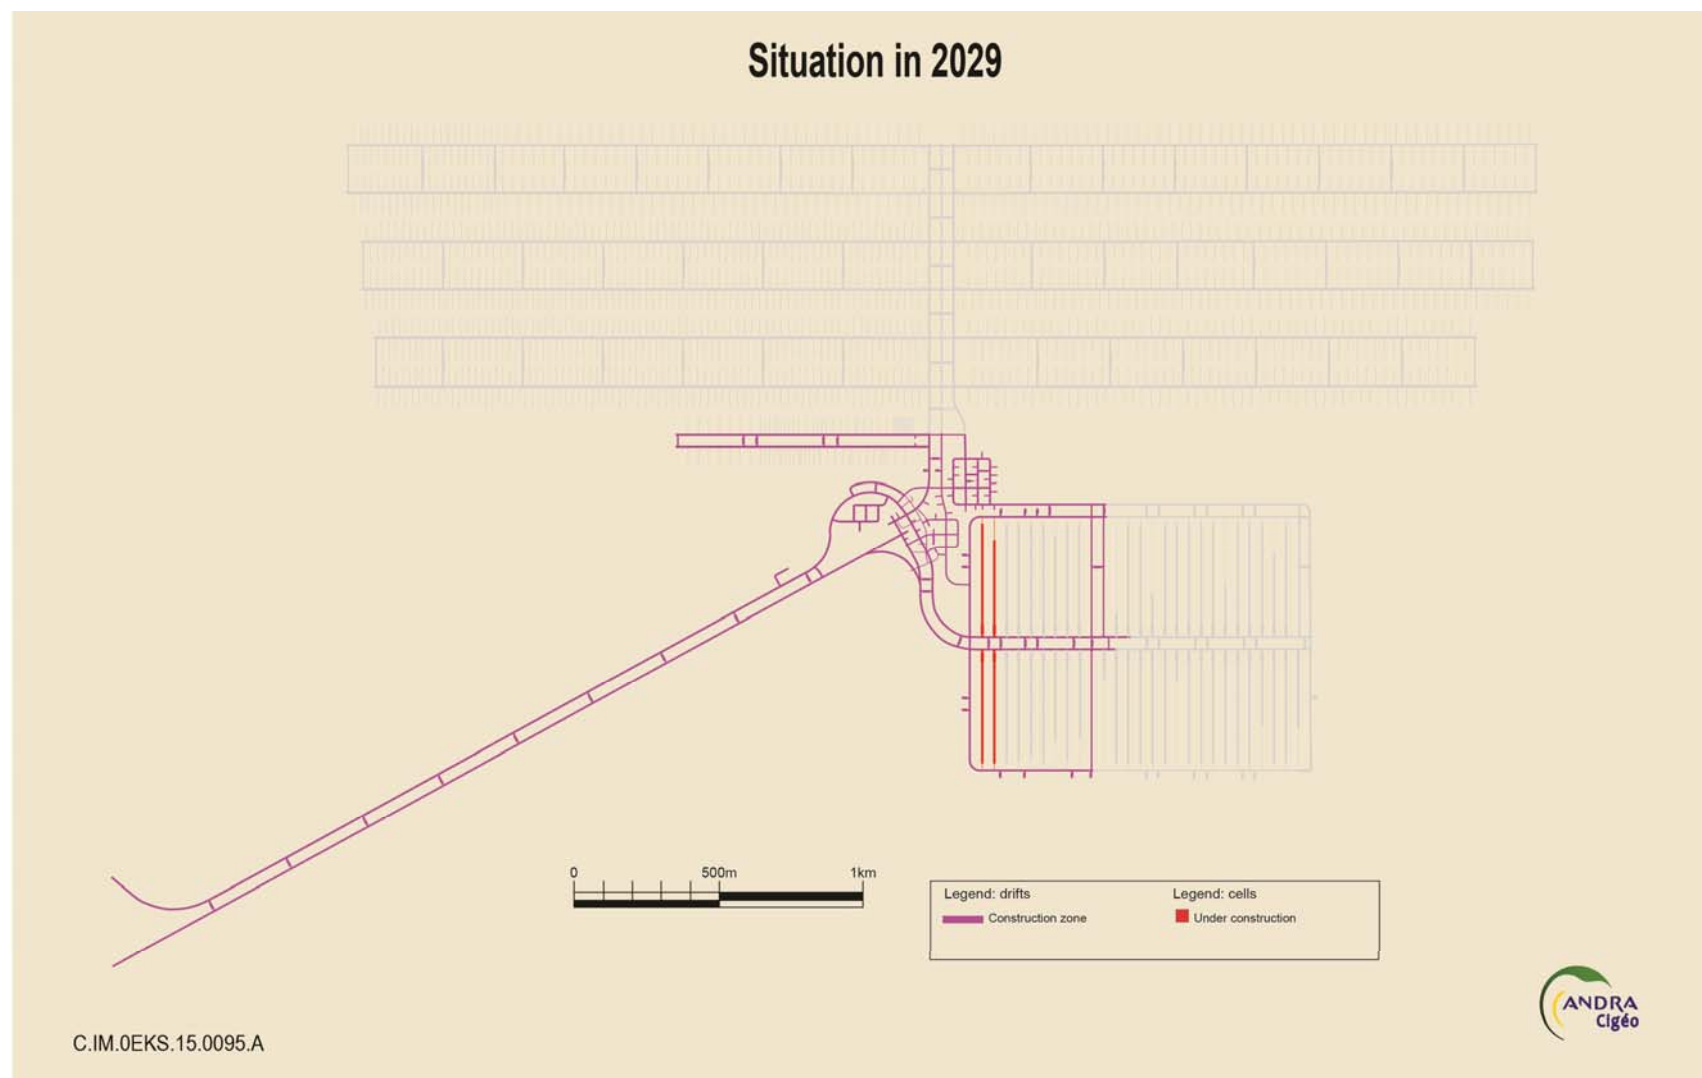 Situation in 2029
0 500m 1km
Legend: drifts Legend: cells
Construction zone Under construction
ANDRA
Cigéo
C.IM.0EKS.15.0095.A